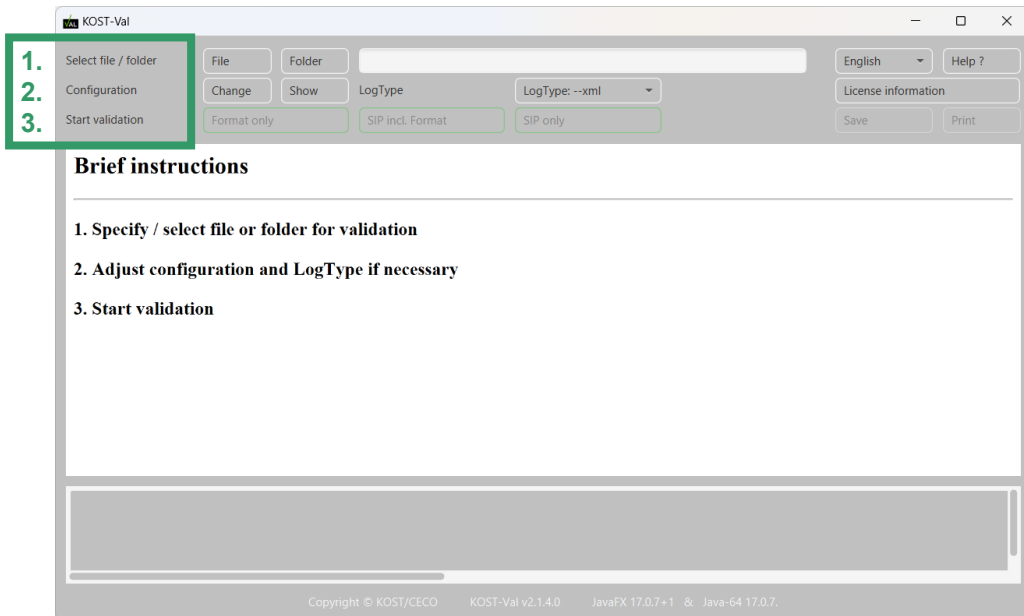 KOST-Val
1. Select file / folder File Folder English Help ?
2. Configuration Change Show LogType LogType: --xml License information
3. Start validation Format only SIP incl. Format SIP only Save Print
Brief instructions
1. Specify / select file or folder for validation
2. Adjust configuration and LogType if necessary
3. Start validation
Copyright © KOST/CECO KOST-Val v2.1.4.0 JavaFX 17.0.7+1 & Java-64 17.0.7.